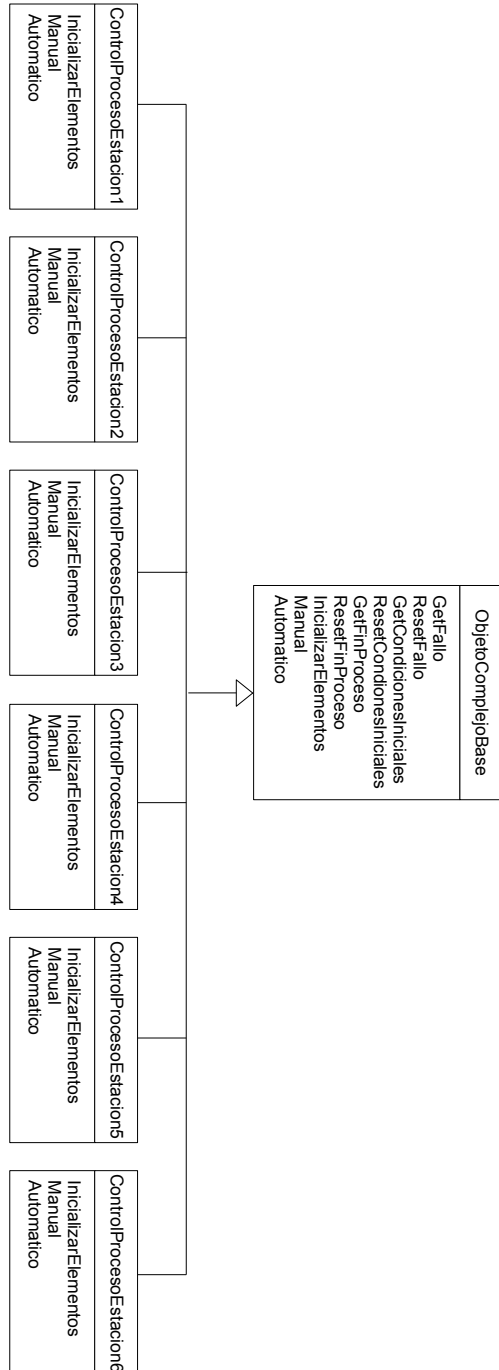 ObjetoComplejoBase
GetFallo
ResetFallo
GetCondicionesIniciales
ResetCondionesIniciales
GetFinProceso
ResetFinProceso
InicializarElementos
Manual
Automatico
ControlProcesoEstacion1
InicializarElementos
Manual
Automatico
ControlProcesoEstacion2
InicializarElementos
Manual
Automatico
ControlProcesoEstacion3
InicializarElementos
Manual
Automatico
ControlProcesoEstacion4
InicializarElementos
Manual
Automatico
ControlProcesoEstacion5
InicializarElementos
Manual
Automatico
ControlProcesoEstacion6
InicializarElementos
Manual
Automatico